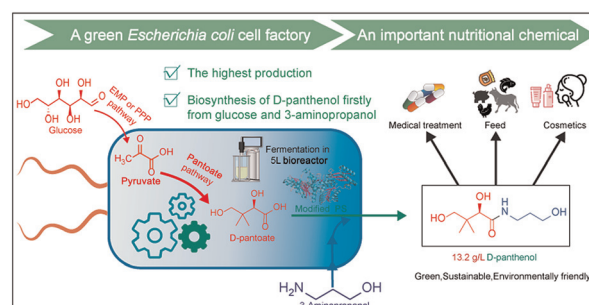 A green Escherichia coli cell factory
An important nutritional chemical
The highest production
Biosynthesis of D-panthenol firstly
from glucose and 3-aminopropanol
OH OH
HO
O
OH OH
Glucose
EMP or PPP
pathway
O
OH
H₃C
O
Pyruvate
Pantoate
pathway
Fermentation in
5L bioreactor
Modified
OH
HO
OH
O
D-pantoate
H₂N
OH
3-Aminopropanol
Medical treatment
Feed
Cosmetics
OH
HO
H
N
OH
O
13.2 g/L D-panthenol
Green,Sustainable,Environmentally friendly